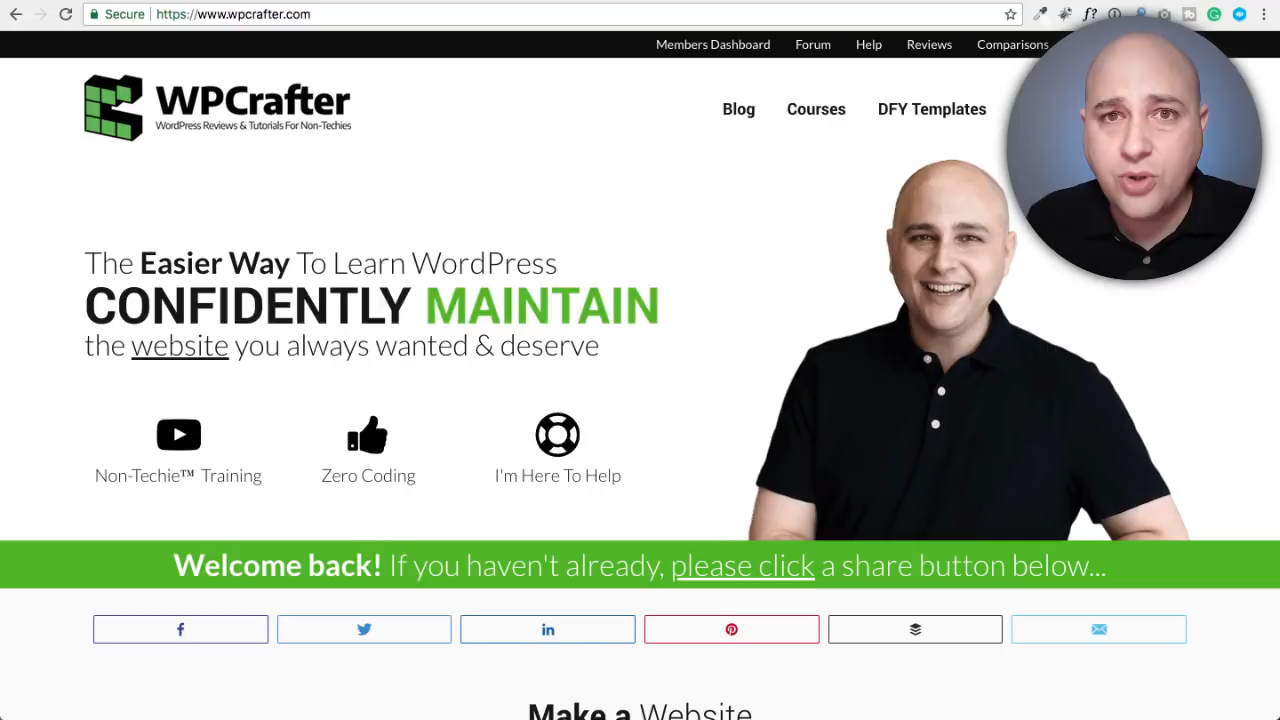 Secure
https://www.wpcrafter.com
f?
Members Dashboard
Forum
Help
Reviews
Comparisons
WPCrafter
WordPress Reviews & Tutorials For Non-Techies
Blog
Courses
DFY Templates
The Easier Way To Learn WordPress
CONFIDENTLY MAINTAIN
the website you always wanted & deserve
Non-Techie™ Training
Zero Coding
I'm Here To Help
Welcome back! If you haven't already, please click a share button below...
Make a Website